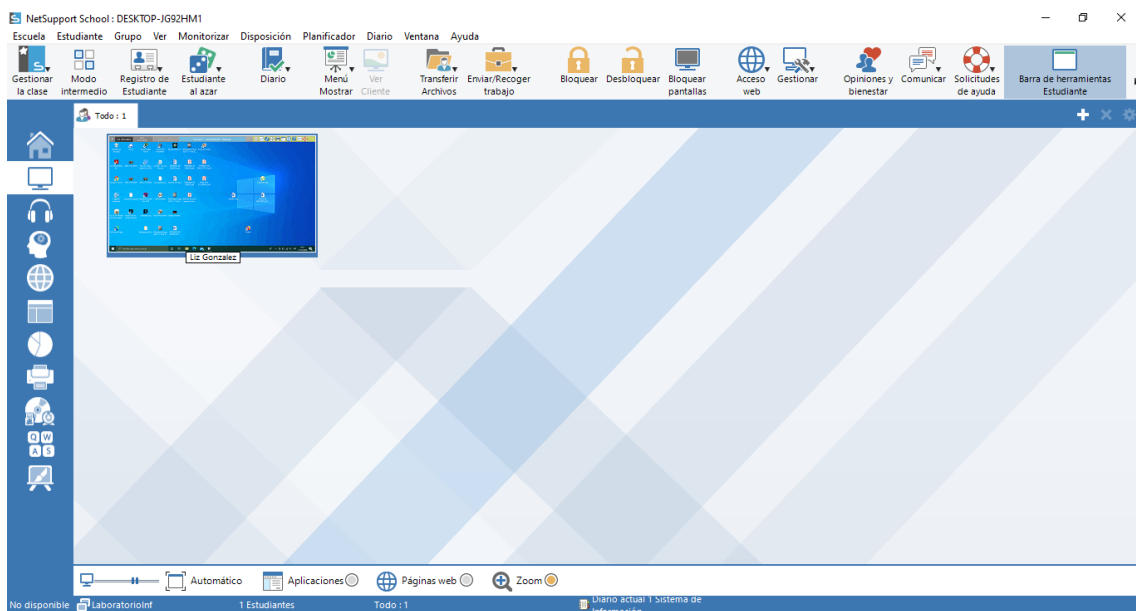 NetSupport School : DESKTOP-JG92HM1
Escuela Estudiante Grupo Ver Monitorizar Disposición Planificador Diario Ventana Ayuda
Gestionar la clase
Modo intermedio
Registro de Estudiante
Estudiante al azar
Diario
Menú Mostrar
Ver Cliente
Transferir Archivos
Enviar/Recoger trabajo
Bloquear
Desbloquear
Bloquear pantallas
Acceso web
Gestionar
Opiniones y bienestar
Comunicar
Solicitudes de ayuda
Barra de herramientas Estudiante
Todo : 1
Liz Gonzalez
Q W
A S
Automático Aplicaciones Páginas web Zoom
No disponible LaboratorioInf 1 Estudiantes Todo : 1 Diario actual 1 Sistema de
Información